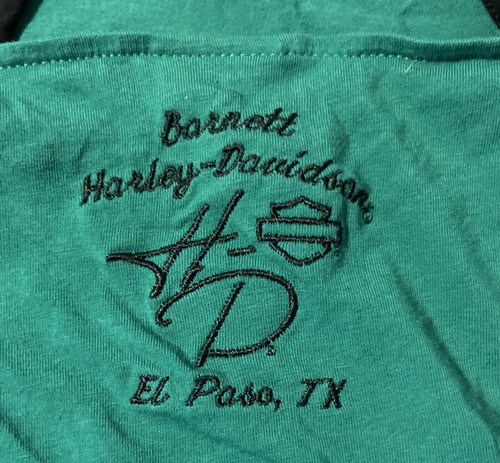 Barnett
Harley-Davidson
H-
D
El Paso, TX